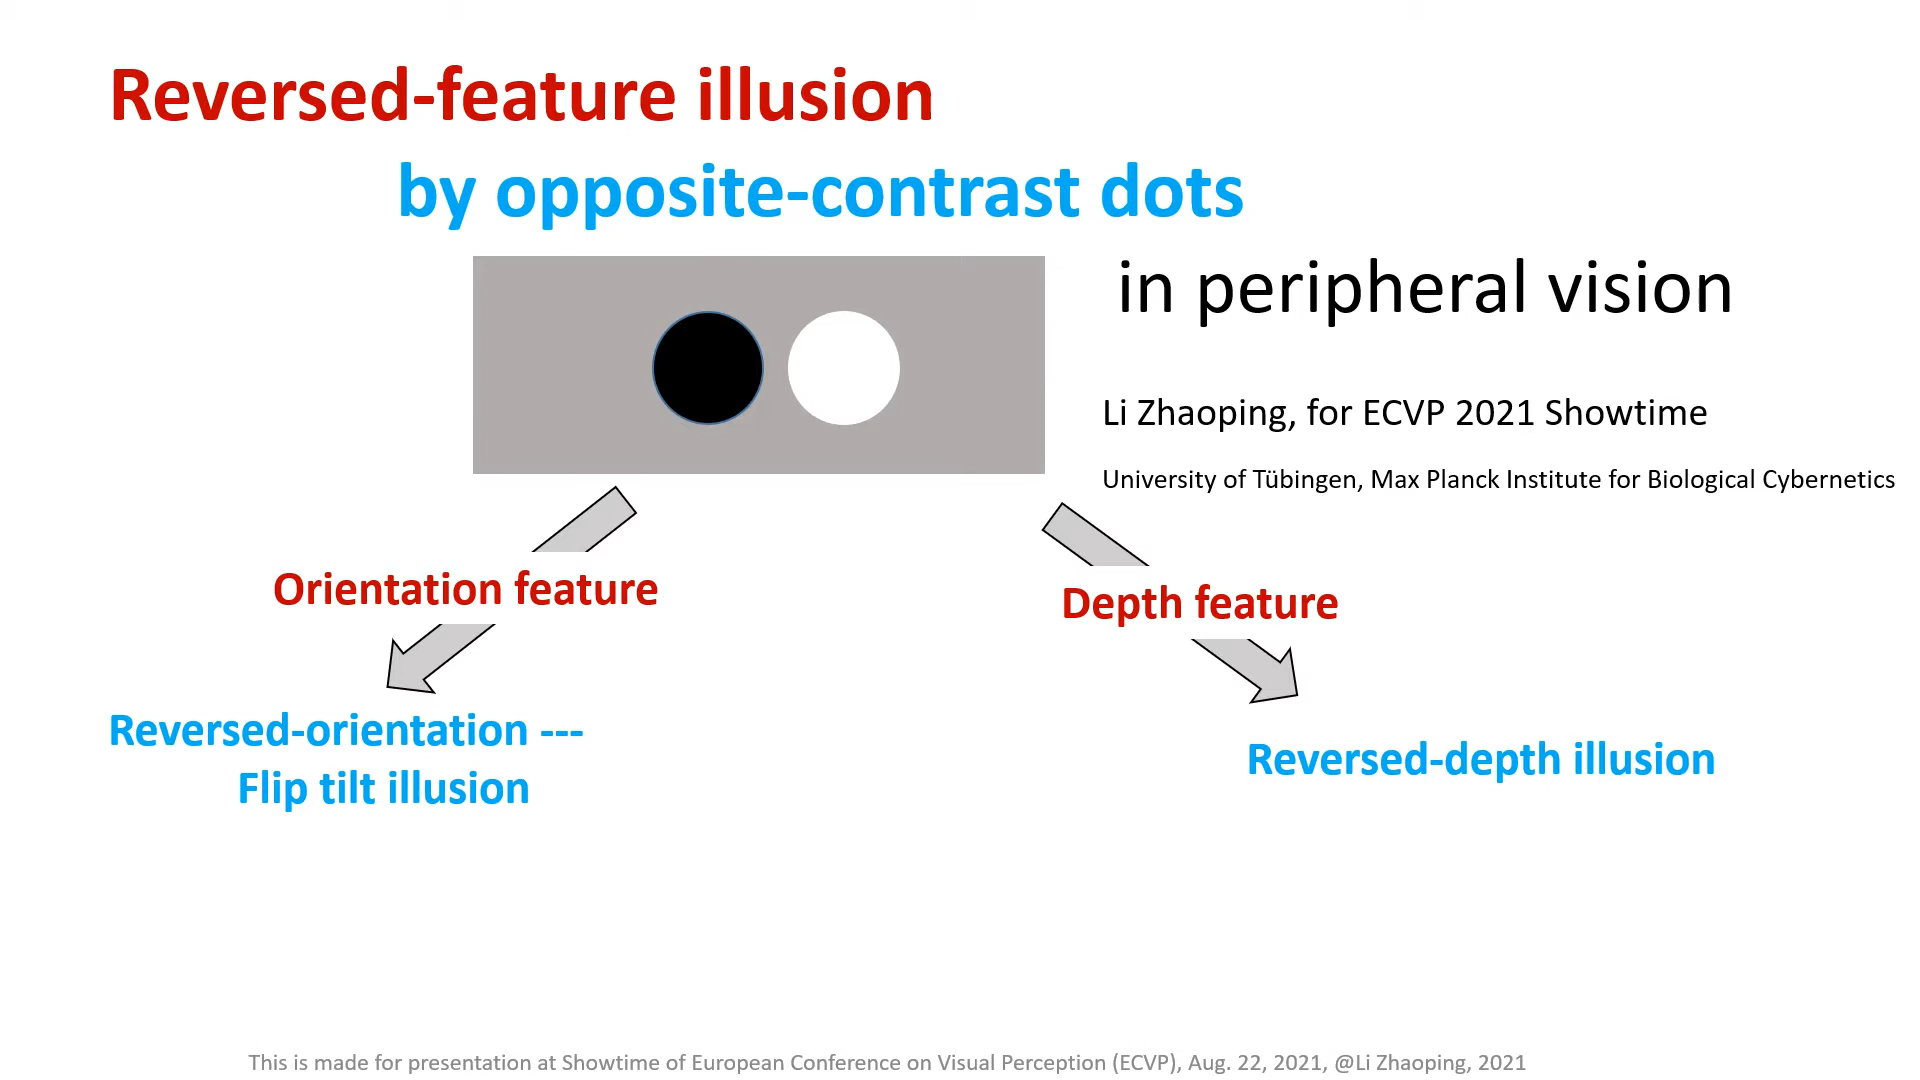 Reversed-feature illusion
by opposite-contrast dots
in peripheral vision
Li Zhaoping, for ECVP 2021 Showtime
University of Tübingen, Max Planck Institute for Biological Cybernetics
Orientation feature
Depth feature
Reversed-orientation ---
Flip tilt illusion
Reversed-depth illusion
This is made for presentation at Showtime of European Conference on Visual Perception (ECVP), Aug. 22, 2021, @Li Zhaoping, 2021